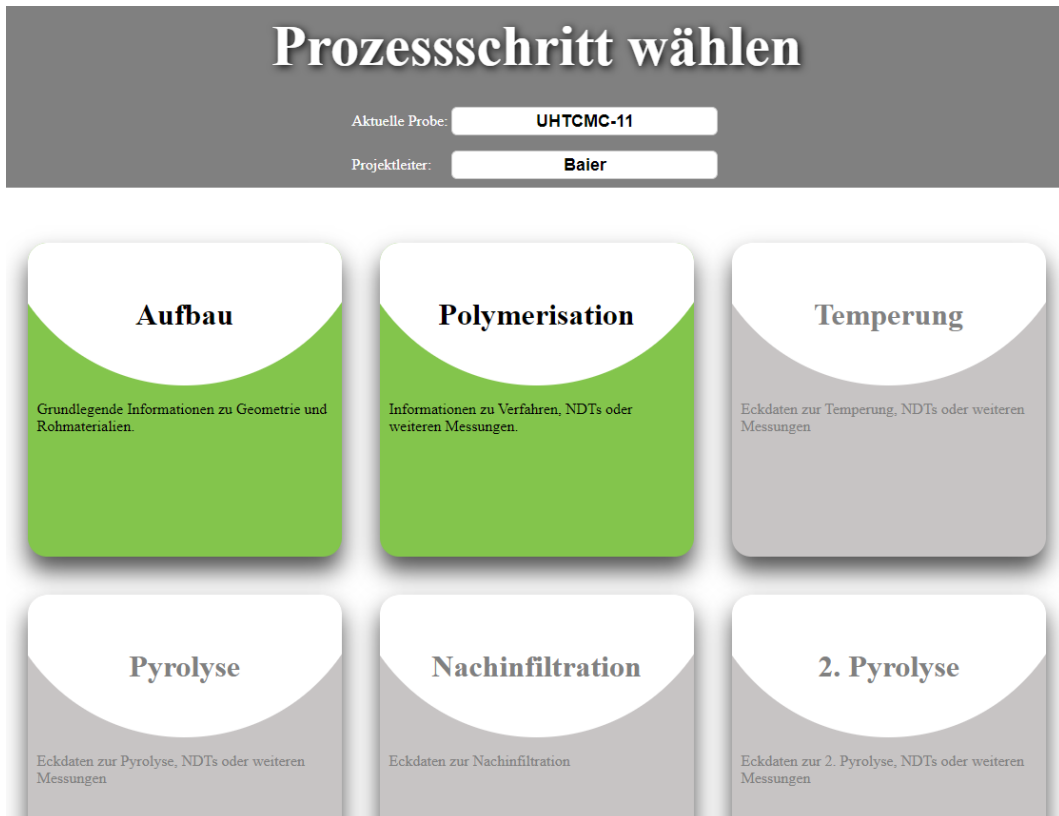 Prozessschritt wählen
Aktuelle Probe: UHTCMC-11
Projektleiter: Baier
Aufbau
Grundlegende Informationen zu Geometrie und
Rohmaterialien.
Polymerisation
Informationen zu Verfahren, NDTs oder
weiteren Messungen.
Temperung
Eckdaten zur Temperung, NDTs oder weiteren
Messungen
Pyrolyse
Eckdaten zur Pyrolyse, NDTs oder weiteren
Messungen
Nachinfiltration
Eckdaten zur Nachinfiltration
2. Pyrolyse
Eckdaten zur 2. Pyrolyse, NDTs oder weiteren
Messungen